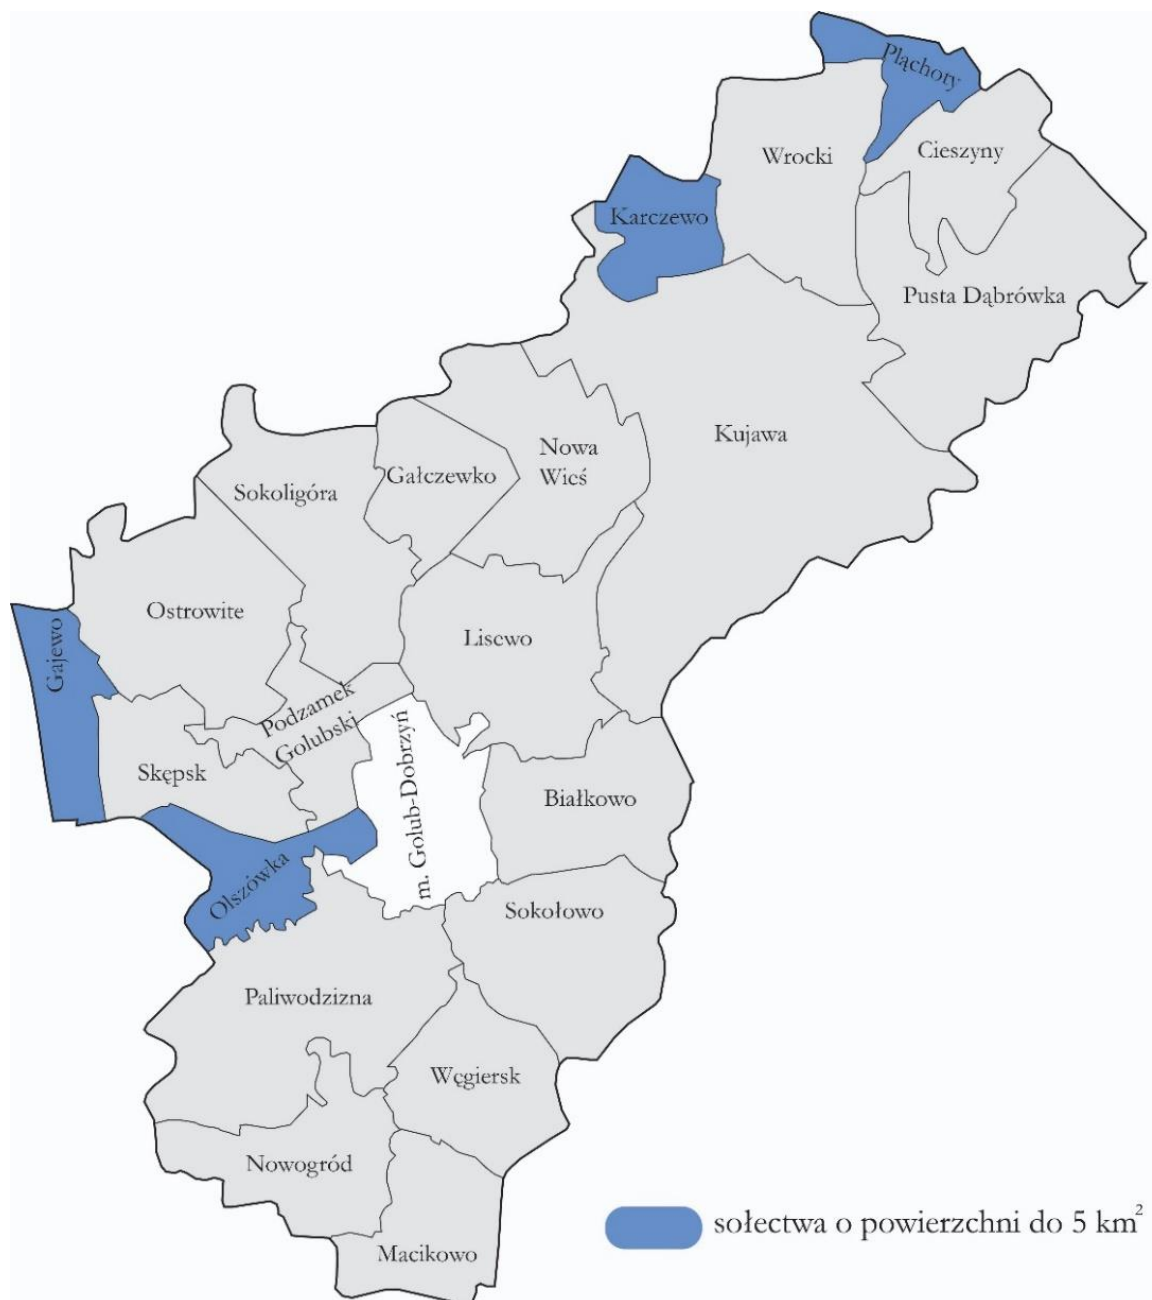 Płąchoty
Wrocki
Cieszyny
Karczewo
Pusta Dąbrówka
Kujawa
Nowa
Wieś
Gałczewko
Sokoligóra
Ostrowite
Lisewo
Gajewo
Podzamek
Golubski
m. Golub-Dobrzyń
Skępsk
Białkowo
Olszówka
Sokołowo
Paliwodzizna
Węgiersk
Nowogród
sołectwa o powierzchni do 5 km²
Macikowo